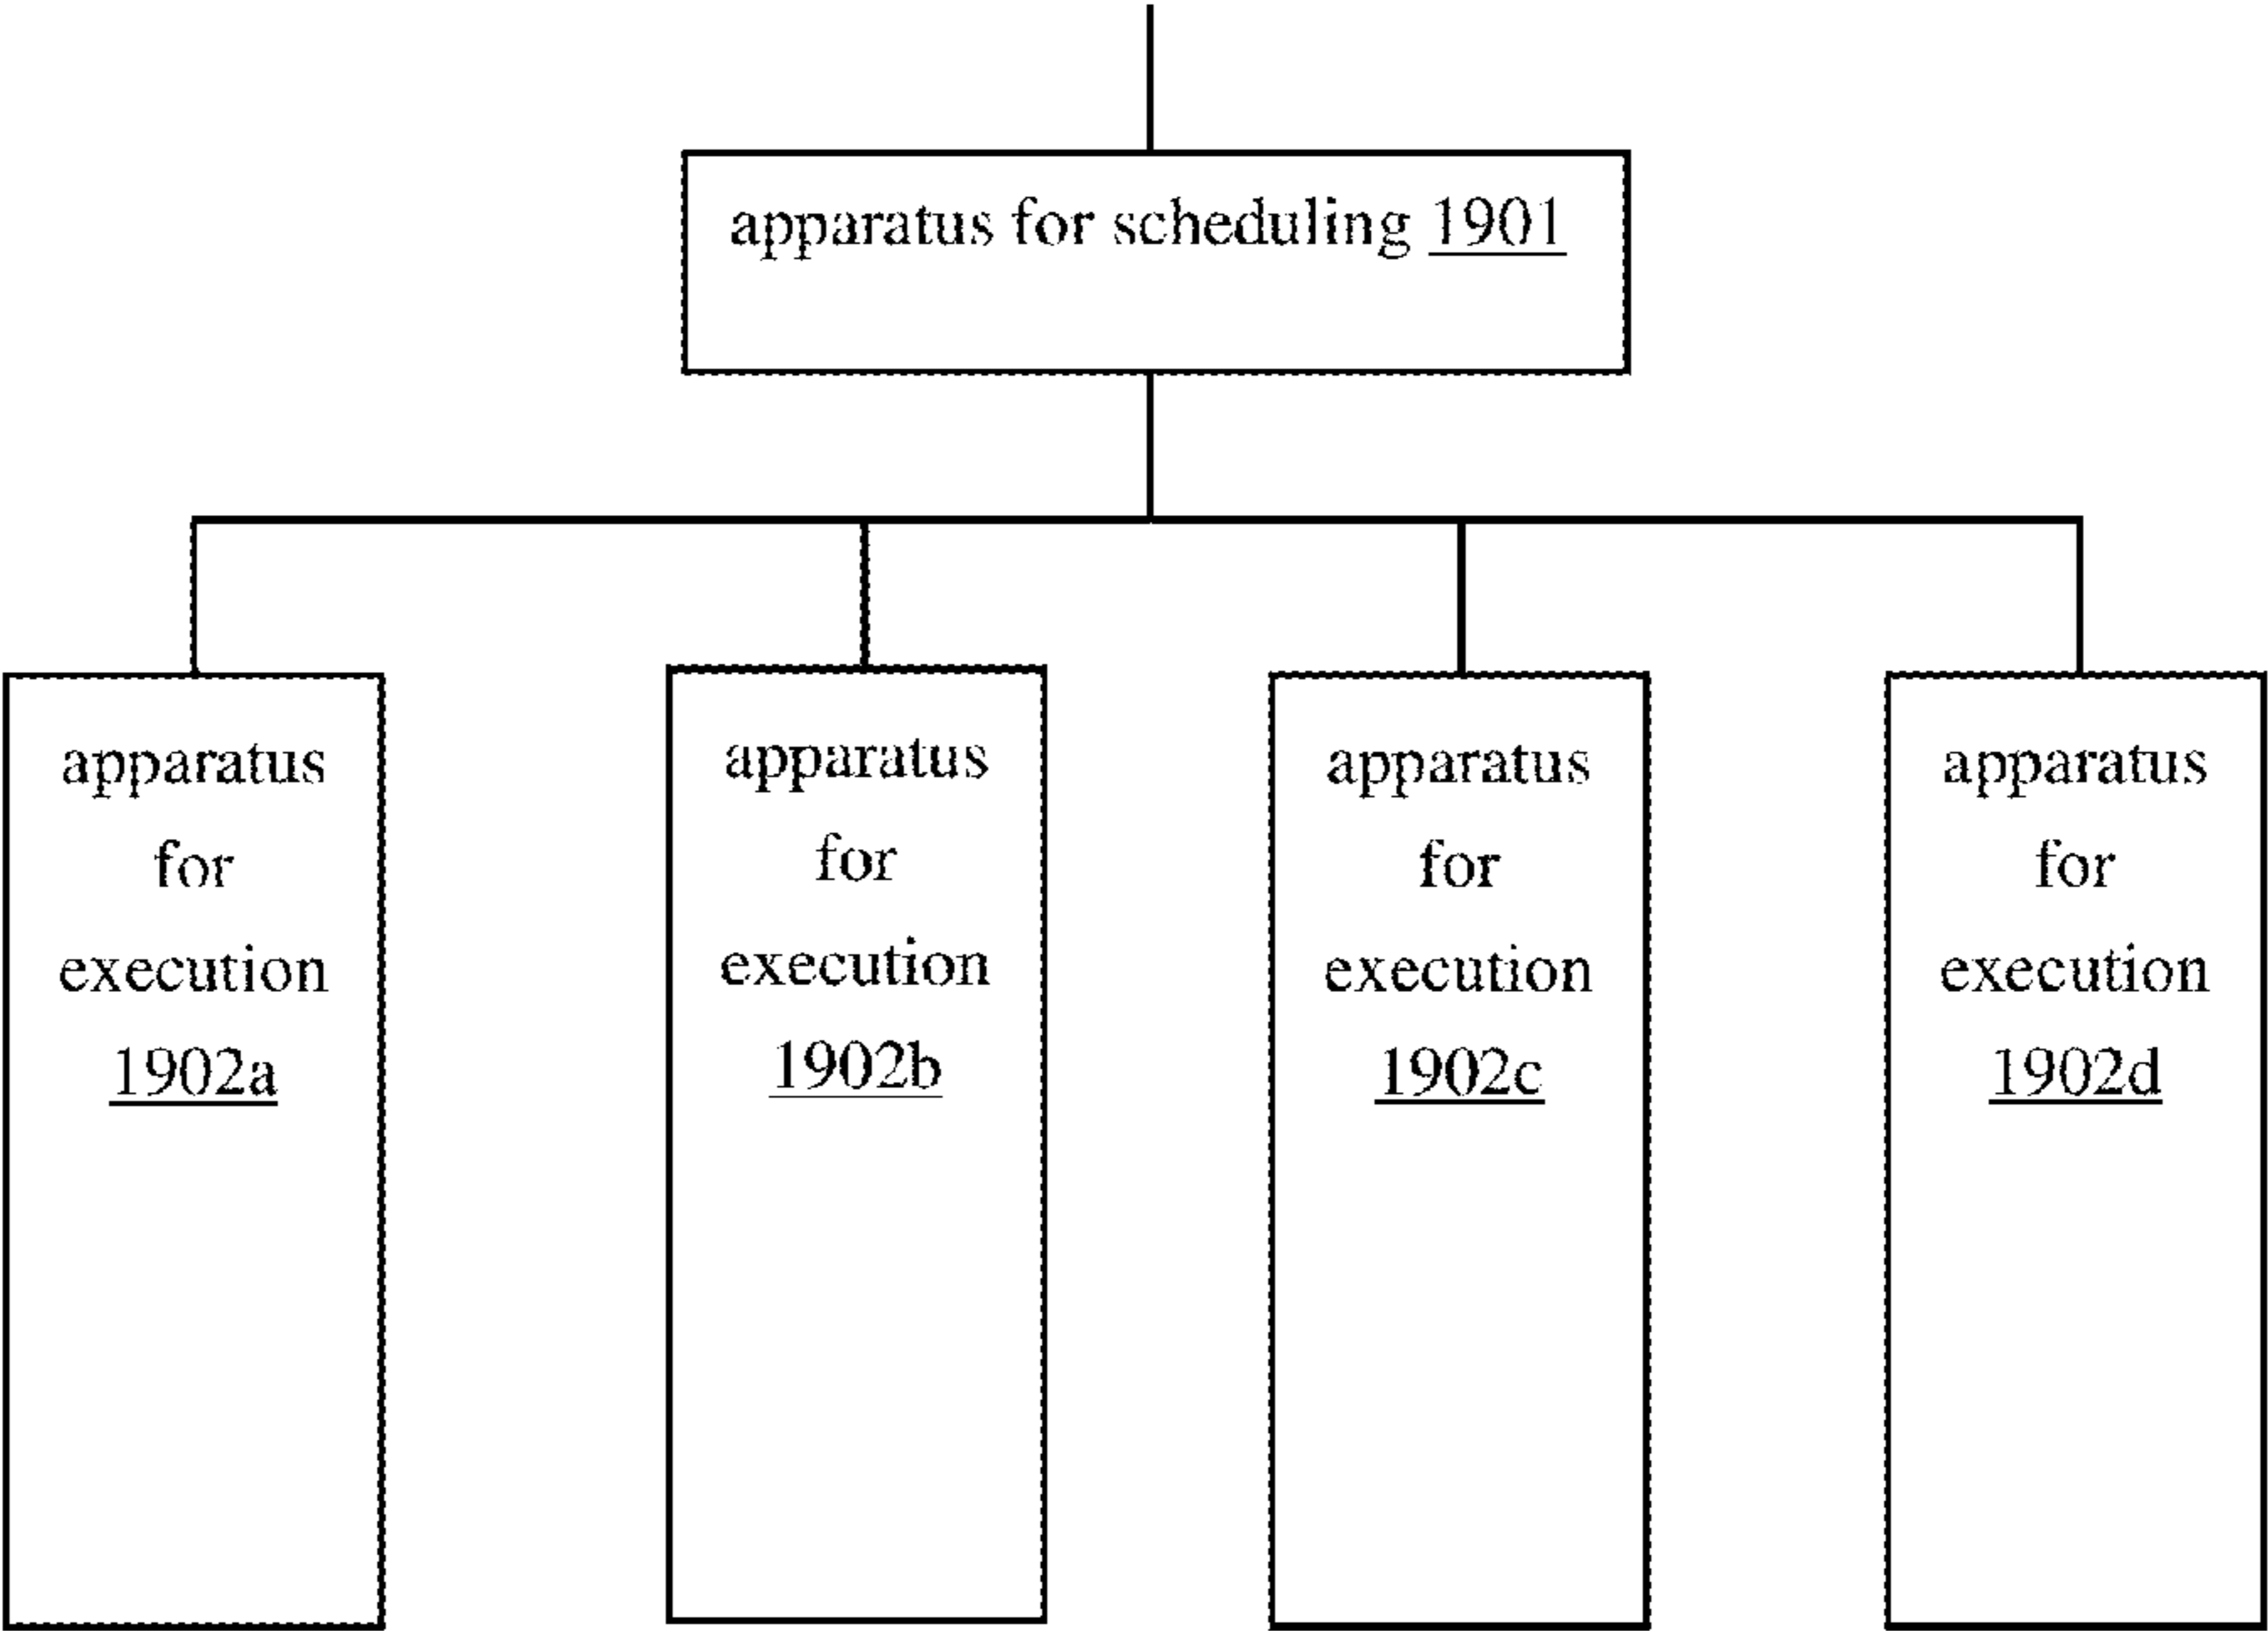 apparatus for scheduling 1901
apparatus
for
execution
1902a
apparatus
for
execution
1902b
apparatus
for
execution
1902c
apparatus
for
execution
1902d